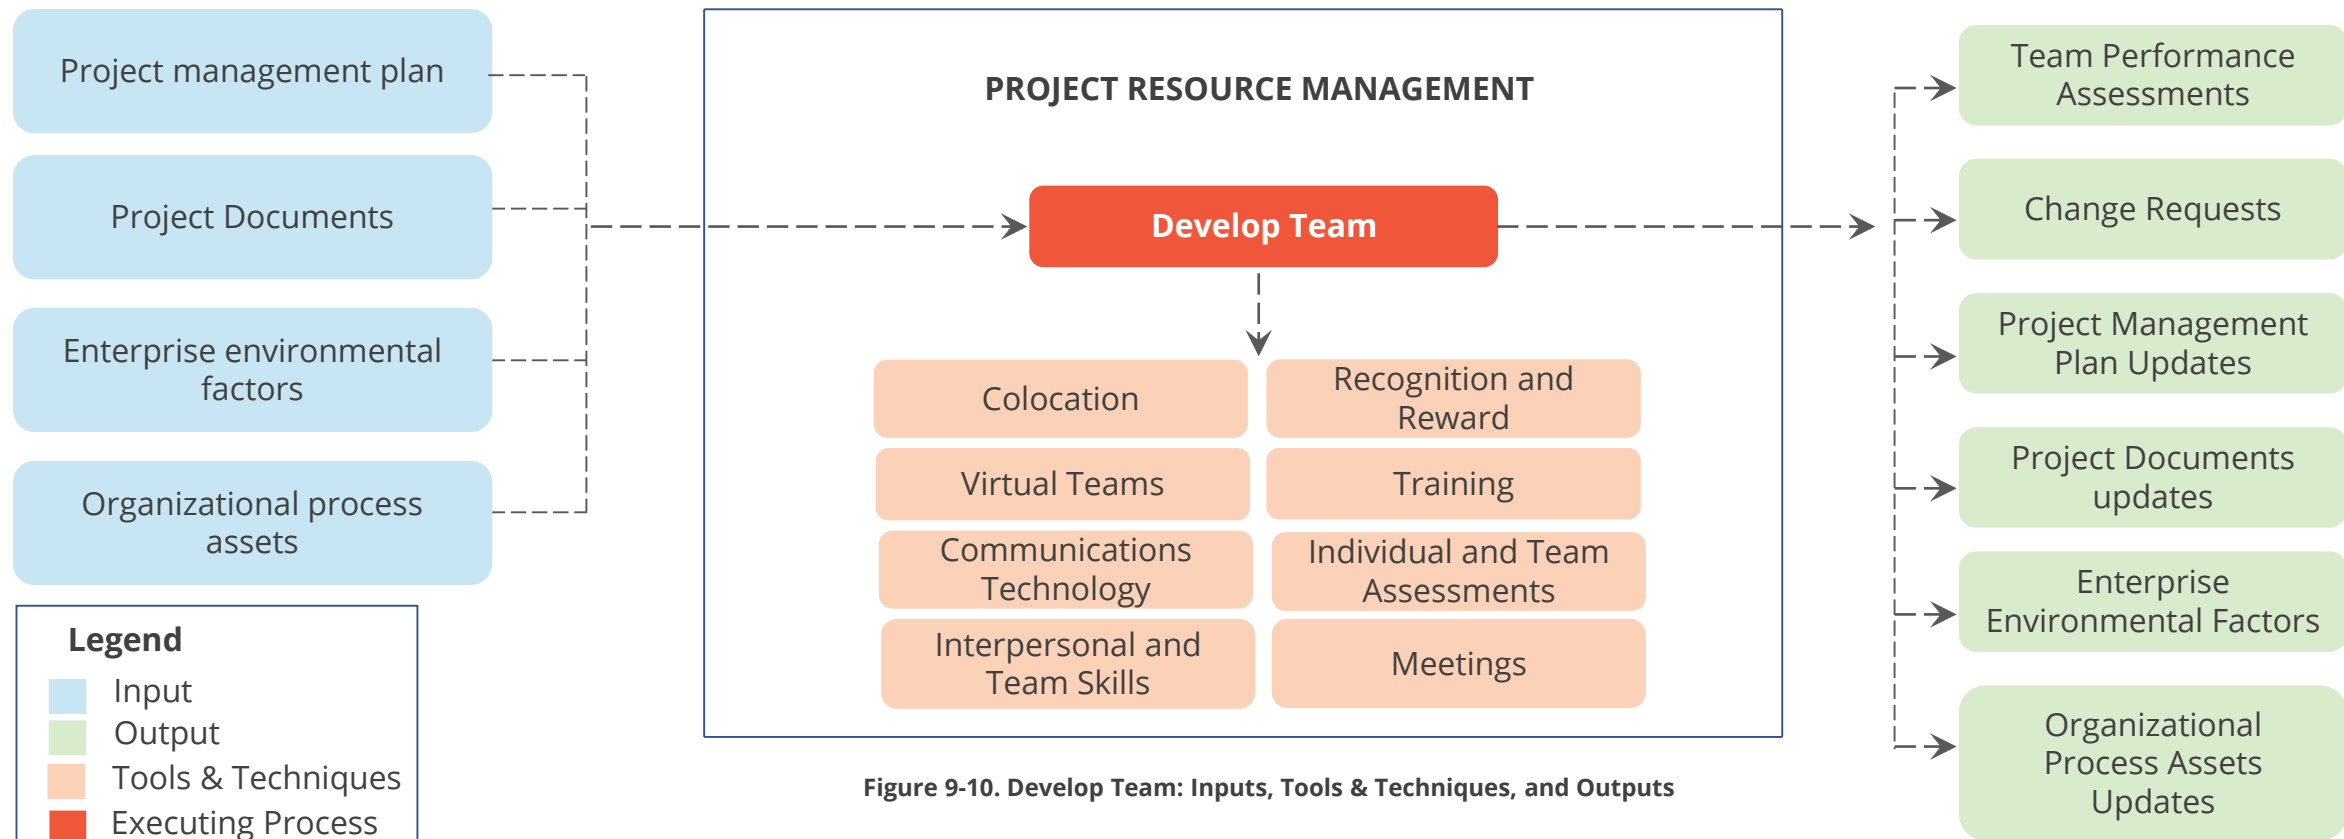 Project management plan
Project Documents
Enterprise environmental
factors
Organizational process
assets
Legend
Input
Output
Tools & Techniques
Executing Process
PROJECT RESOURCE MANAGEMENT
Develop Team
Colocation
Recognition and
Reward
Virtual Teams
Training
Communications
Technology
Individual and Team
Assessments
Interpersonal and
Team Skills
Meetings
Figure 9-10. Develop Team: Inputs, Tools & Techniques, and Outputs
Team Performance
Assessments
Change Requests
Project Management
Plan Updates
Project Documents
updates
Enterprise
Environmental Factors
Organizational
Process Assets
Updates